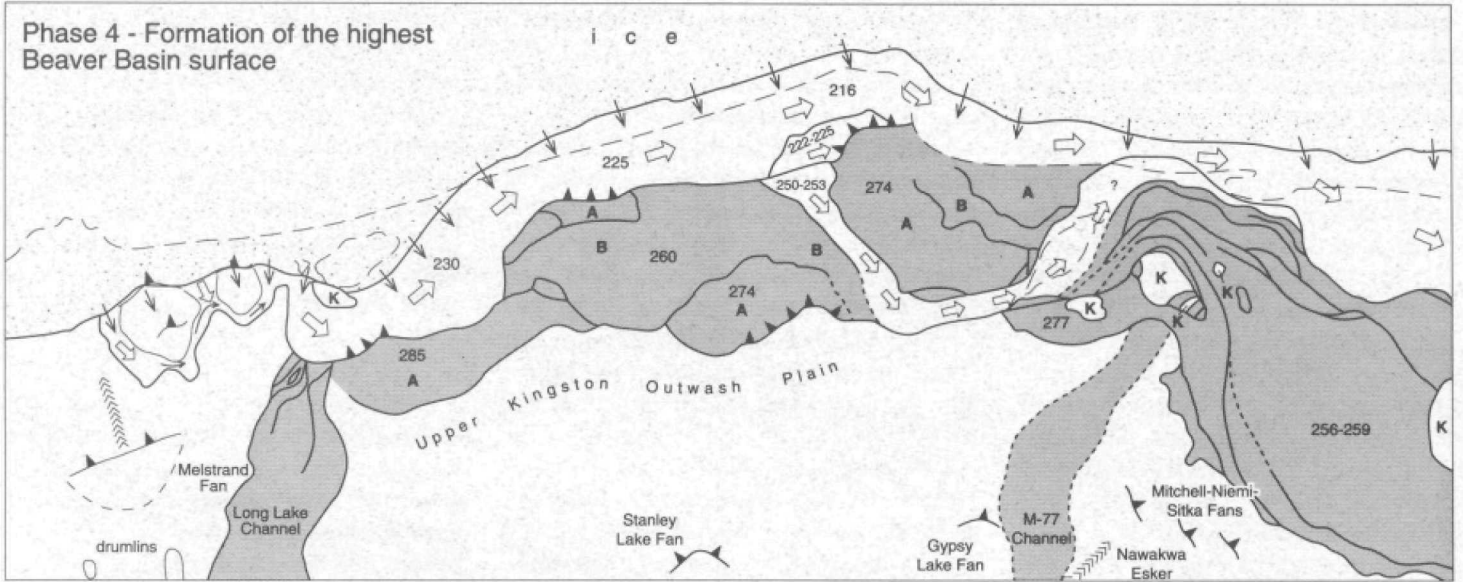 Phase 4 - Formation of the highest
Beaver Basin surface
ice
216
225
222-225
250-253
274
A
B
A
?
A
B
260
B
230
K
274
A
K
K
K
K
277
285
A
Upper Kingston Outwash Plain
256-259
K
Melstrand
Fan
Long Lake
Channel
drumlins
Stanley
Lake Fan
Gypsy
Lake Fan
M-77
Channel
Mitchell-Niemi-
Sitka Fans
Nawakwa
Esker